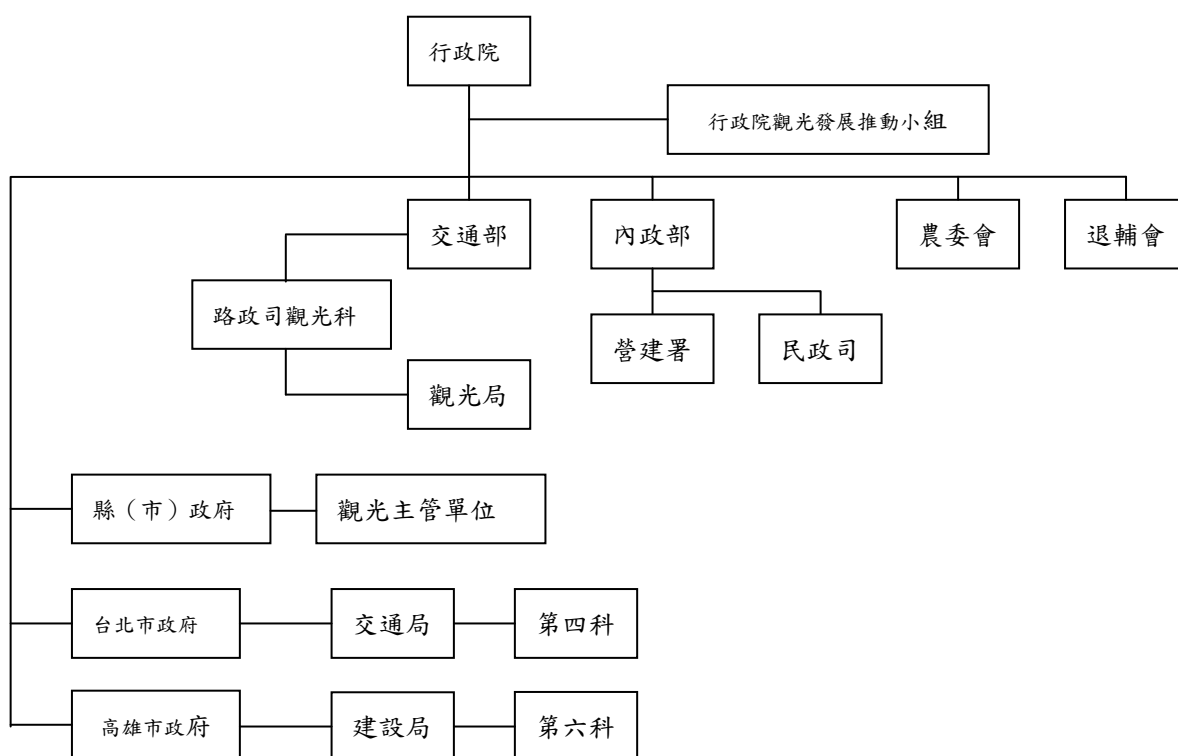 行政院
行政院觀光發展推動小組
交通部
內政部
農委會
退輔會
路政司觀光科
營建署
民政司
觀光局
縣（市）政府
觀光主管單位
台北市政府
交通局
第四科
高雄市政府
建設局
第六科